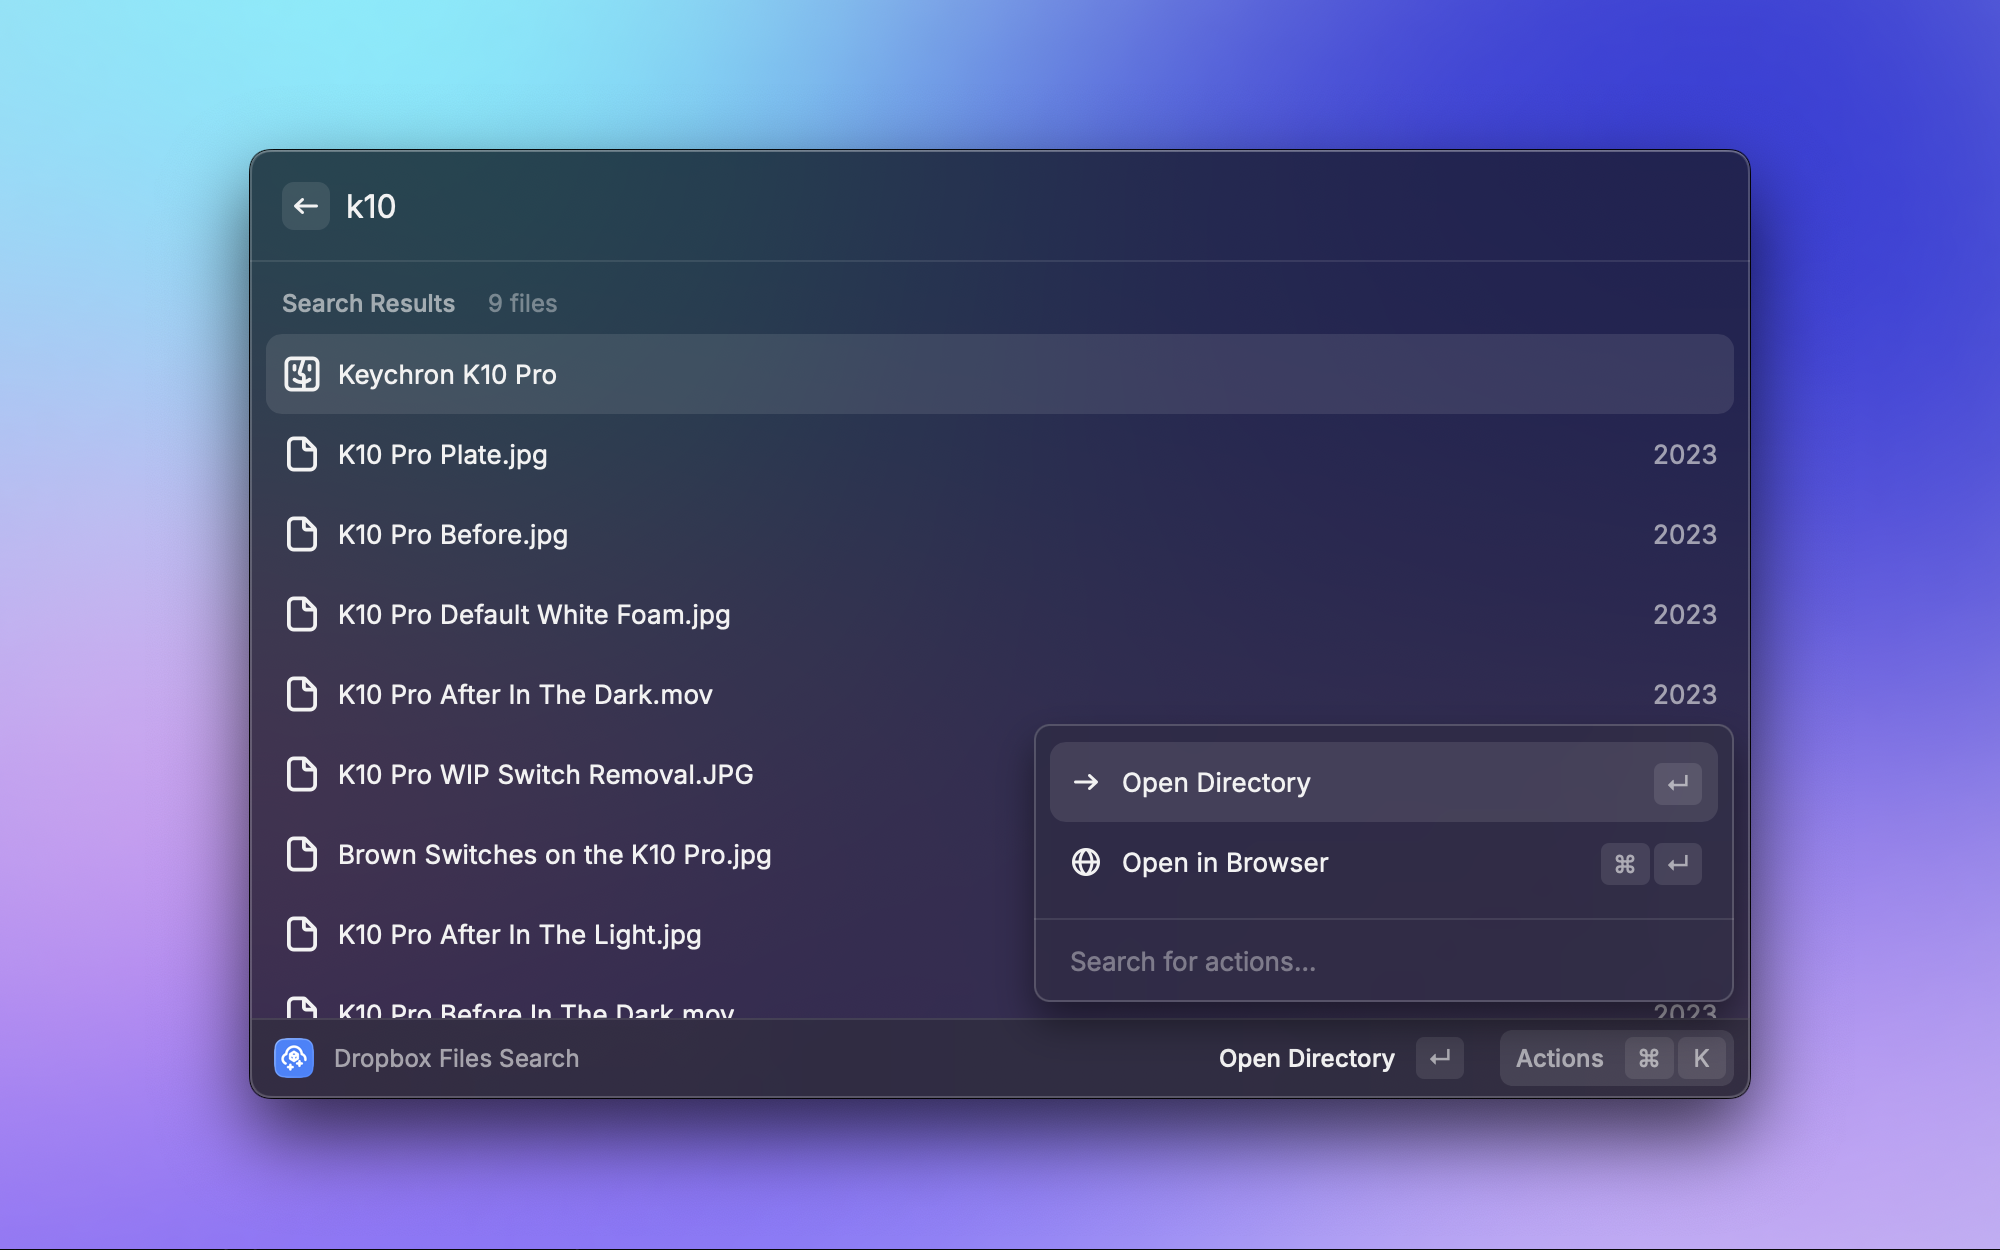 k10
Search Results 9 files
Keychron K10 Pro
K10 Pro Plate.jpg 2023
K10 Pro Before.jpg 2023
K10 Pro Default White Foam.jpg 2023
K10 Pro After In The Dark.mov 2023
K10 Pro WIP Switch Removal.JPG
Brown Switches on the K10 Pro.jpg
K10 Pro After In The Light.jpg
K10 Pro Before In The Dark.mov 2023
Open Directory ↵
Open in Browser ⌘ ↵
Search for actions...
Dropbox Files Search Open Directory ↵ Actions ⌘ K